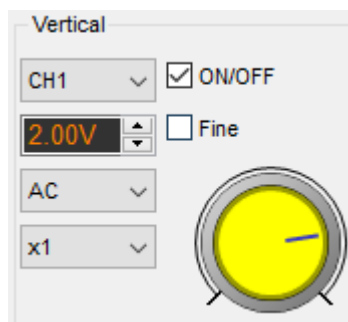 Vertical
CH1
ON/OFF
2.00V
Fine
AC
x1